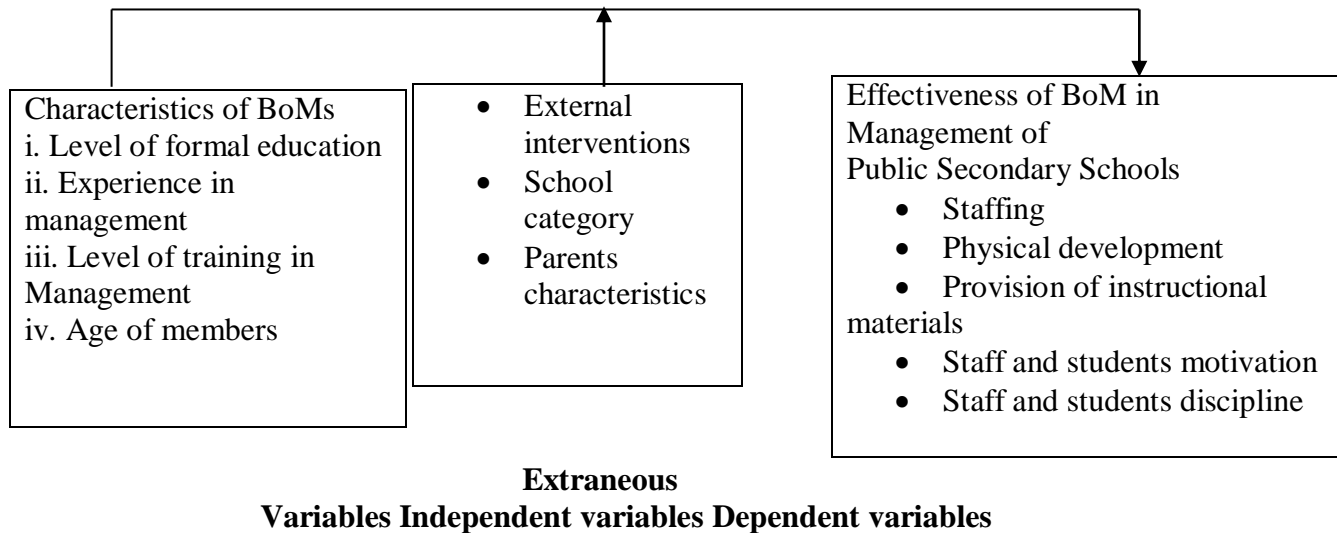 Characteristics of BoMs
i. Level of formal education
ii. Experience in
management
iii. Level of training in
Management
iv. Age of members
• External
interventions
• School
category
• Parents
characteristics
Effectiveness of BoM in
Management of
Public Secondary Schools
• Staffing
• Physical development
• Provision of instructional
materials
• Staff and students motivation
• Staff and students discipline
Extraneous
Variables Independent variables Dependent variables